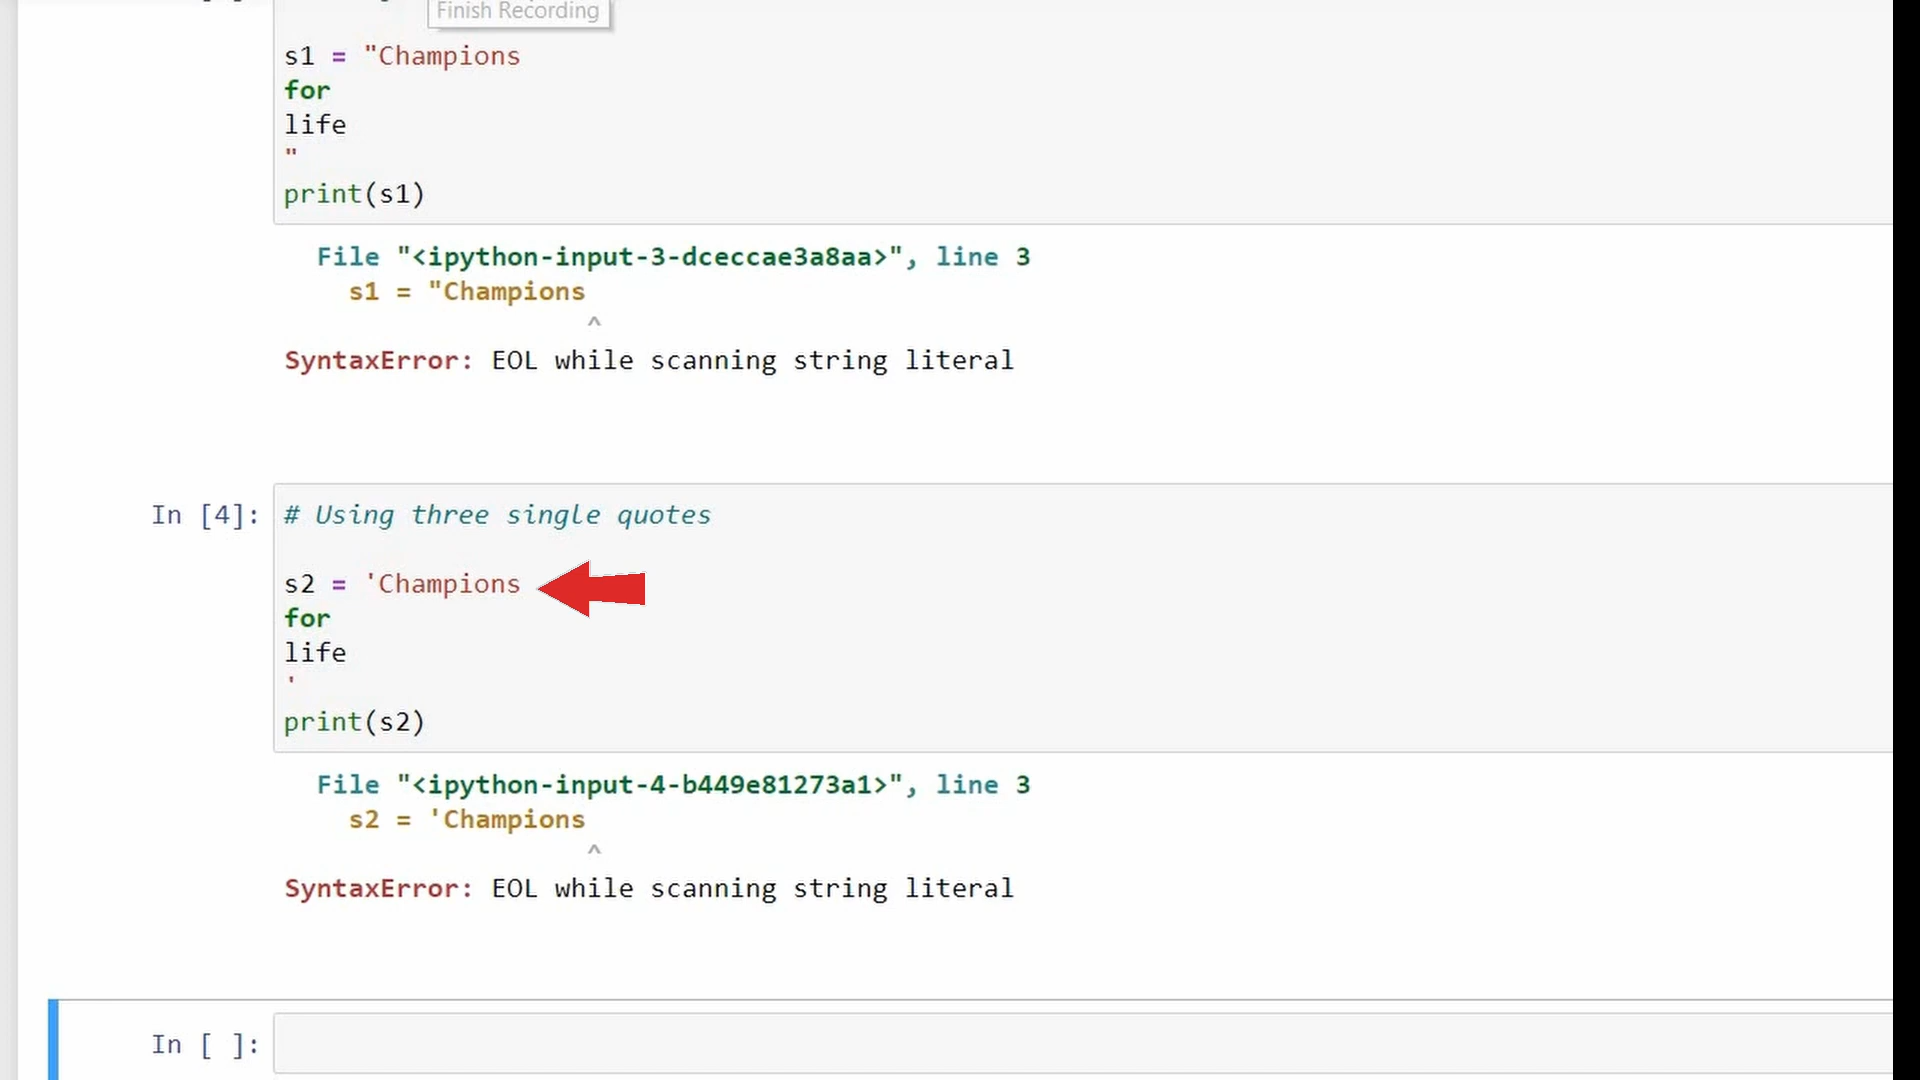 Finish Recording
s1 = "Champions
for
life
"
print(s1)
File "<ipython-input-3-dceccae3a8aa>", line 3
s1 = "Champions
^
SyntaxError: EOL while scanning string literal
In [4]: # Using three single quotes
s2 = 'Champions
for
life
'
print(s2)
File "<ipython-input-4-b449e81273a1>", line 3
s2 = 'Champions
^
SyntaxError: EOL while scanning string literal
In [ ]: